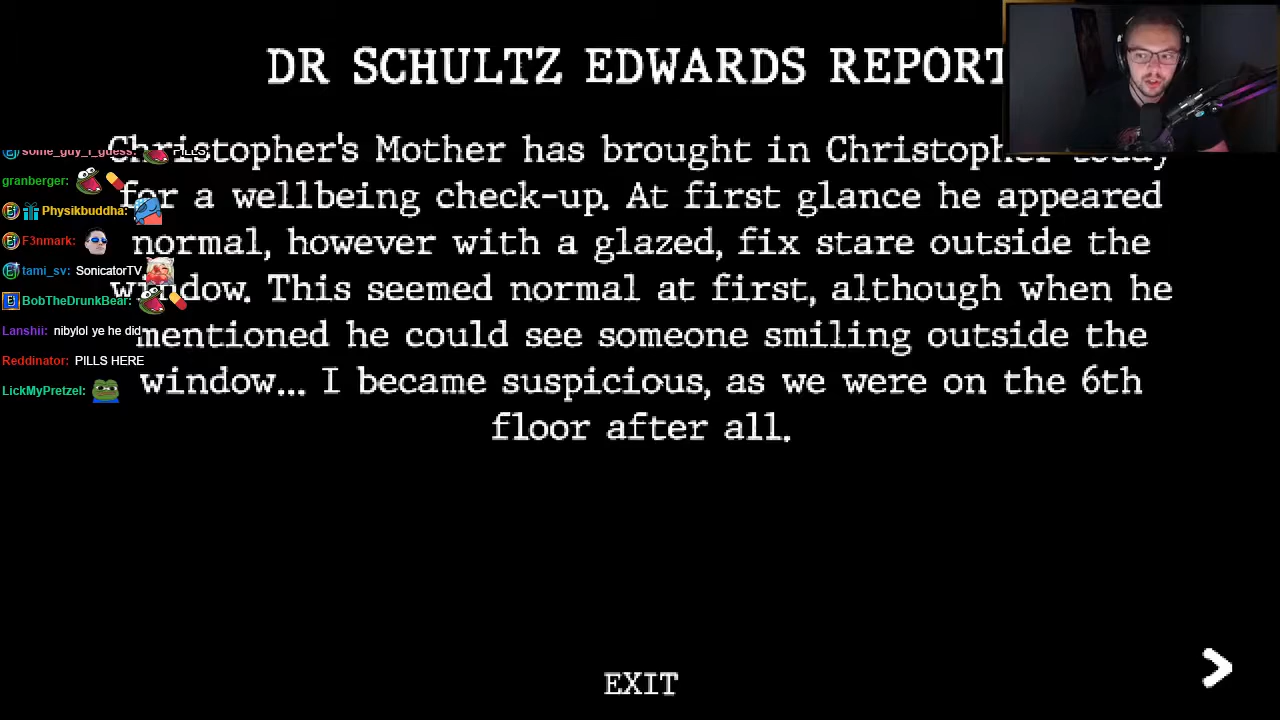 DR SCHULTZ EDWARDS REPORT
Christopher's Mother has brought in Christopher today
for a wellbeing check-up. At first glance he appeared
normal, however with a glazed, fix stare outside the
window. This seemed normal at first, although when he
mentioned he could see someone smiling outside the
window... I became suspicious, as we were on the 6th
floor after all.
some_guy_i_guess: PILLS
granberger:
Physikbuddha:
F3nmark:
tami_sv: SonicatorTV
BobTheDrunkBear:
Lanshii: nibylol ye he did
Reddinator: PILLS HERE
LickMyPretzel:
EXIT